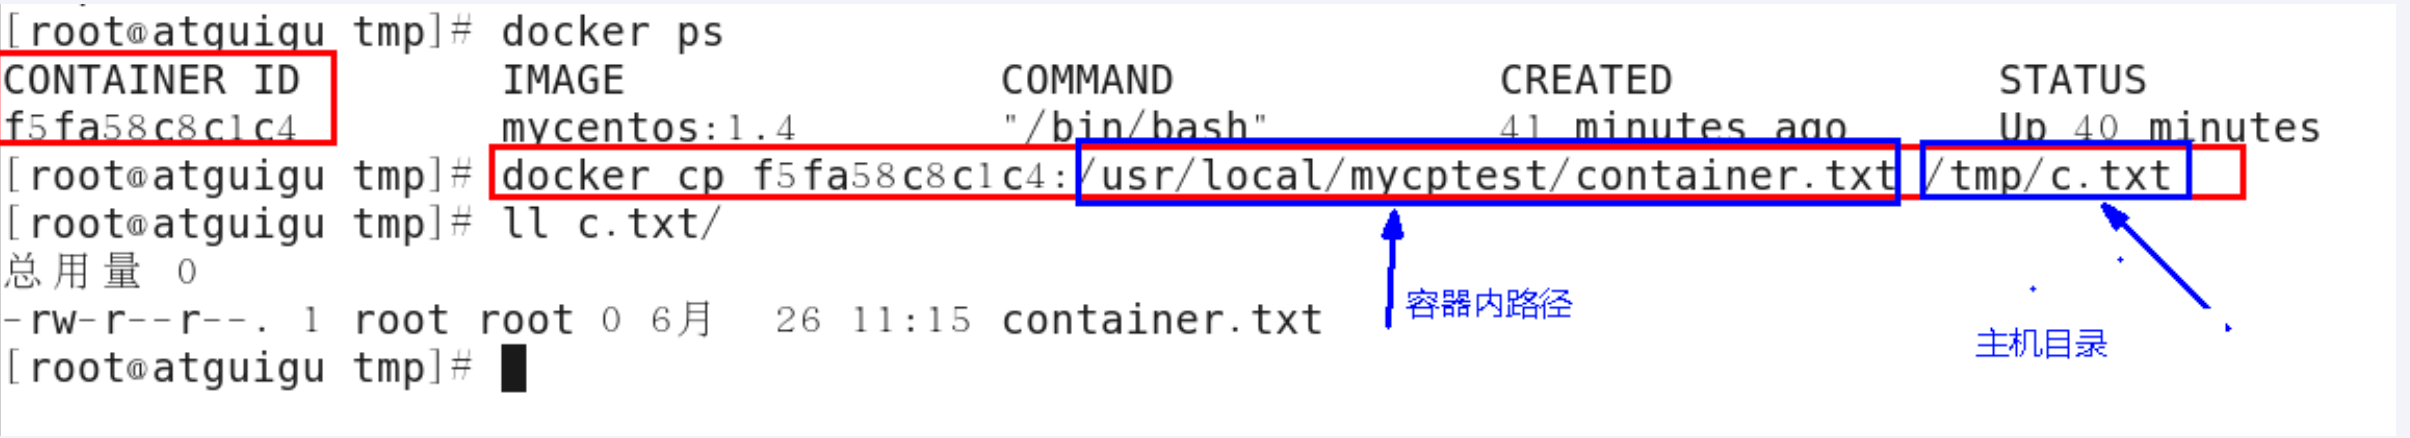 [root@atguigu tmp]# docker ps
CONTAINER ID IMAGE COMMAND CREATED STATUS
f5fa58c8c1c4 mycentos:1.4 "/bin/bash" 41 minutes ago Up 40 minutes
[root@atguigu tmp]# docker cp f5fa58c8c1c4:/usr/local/mycptest/container.txt /tmp/c.txt
[root@atguigu tmp]# ll c.txt/
总用量 0
-rw-r--r--. 1 root root 0 6月 26 11:15 container.txt
容器内路径
主机目录
[root@atguigu tmp]#